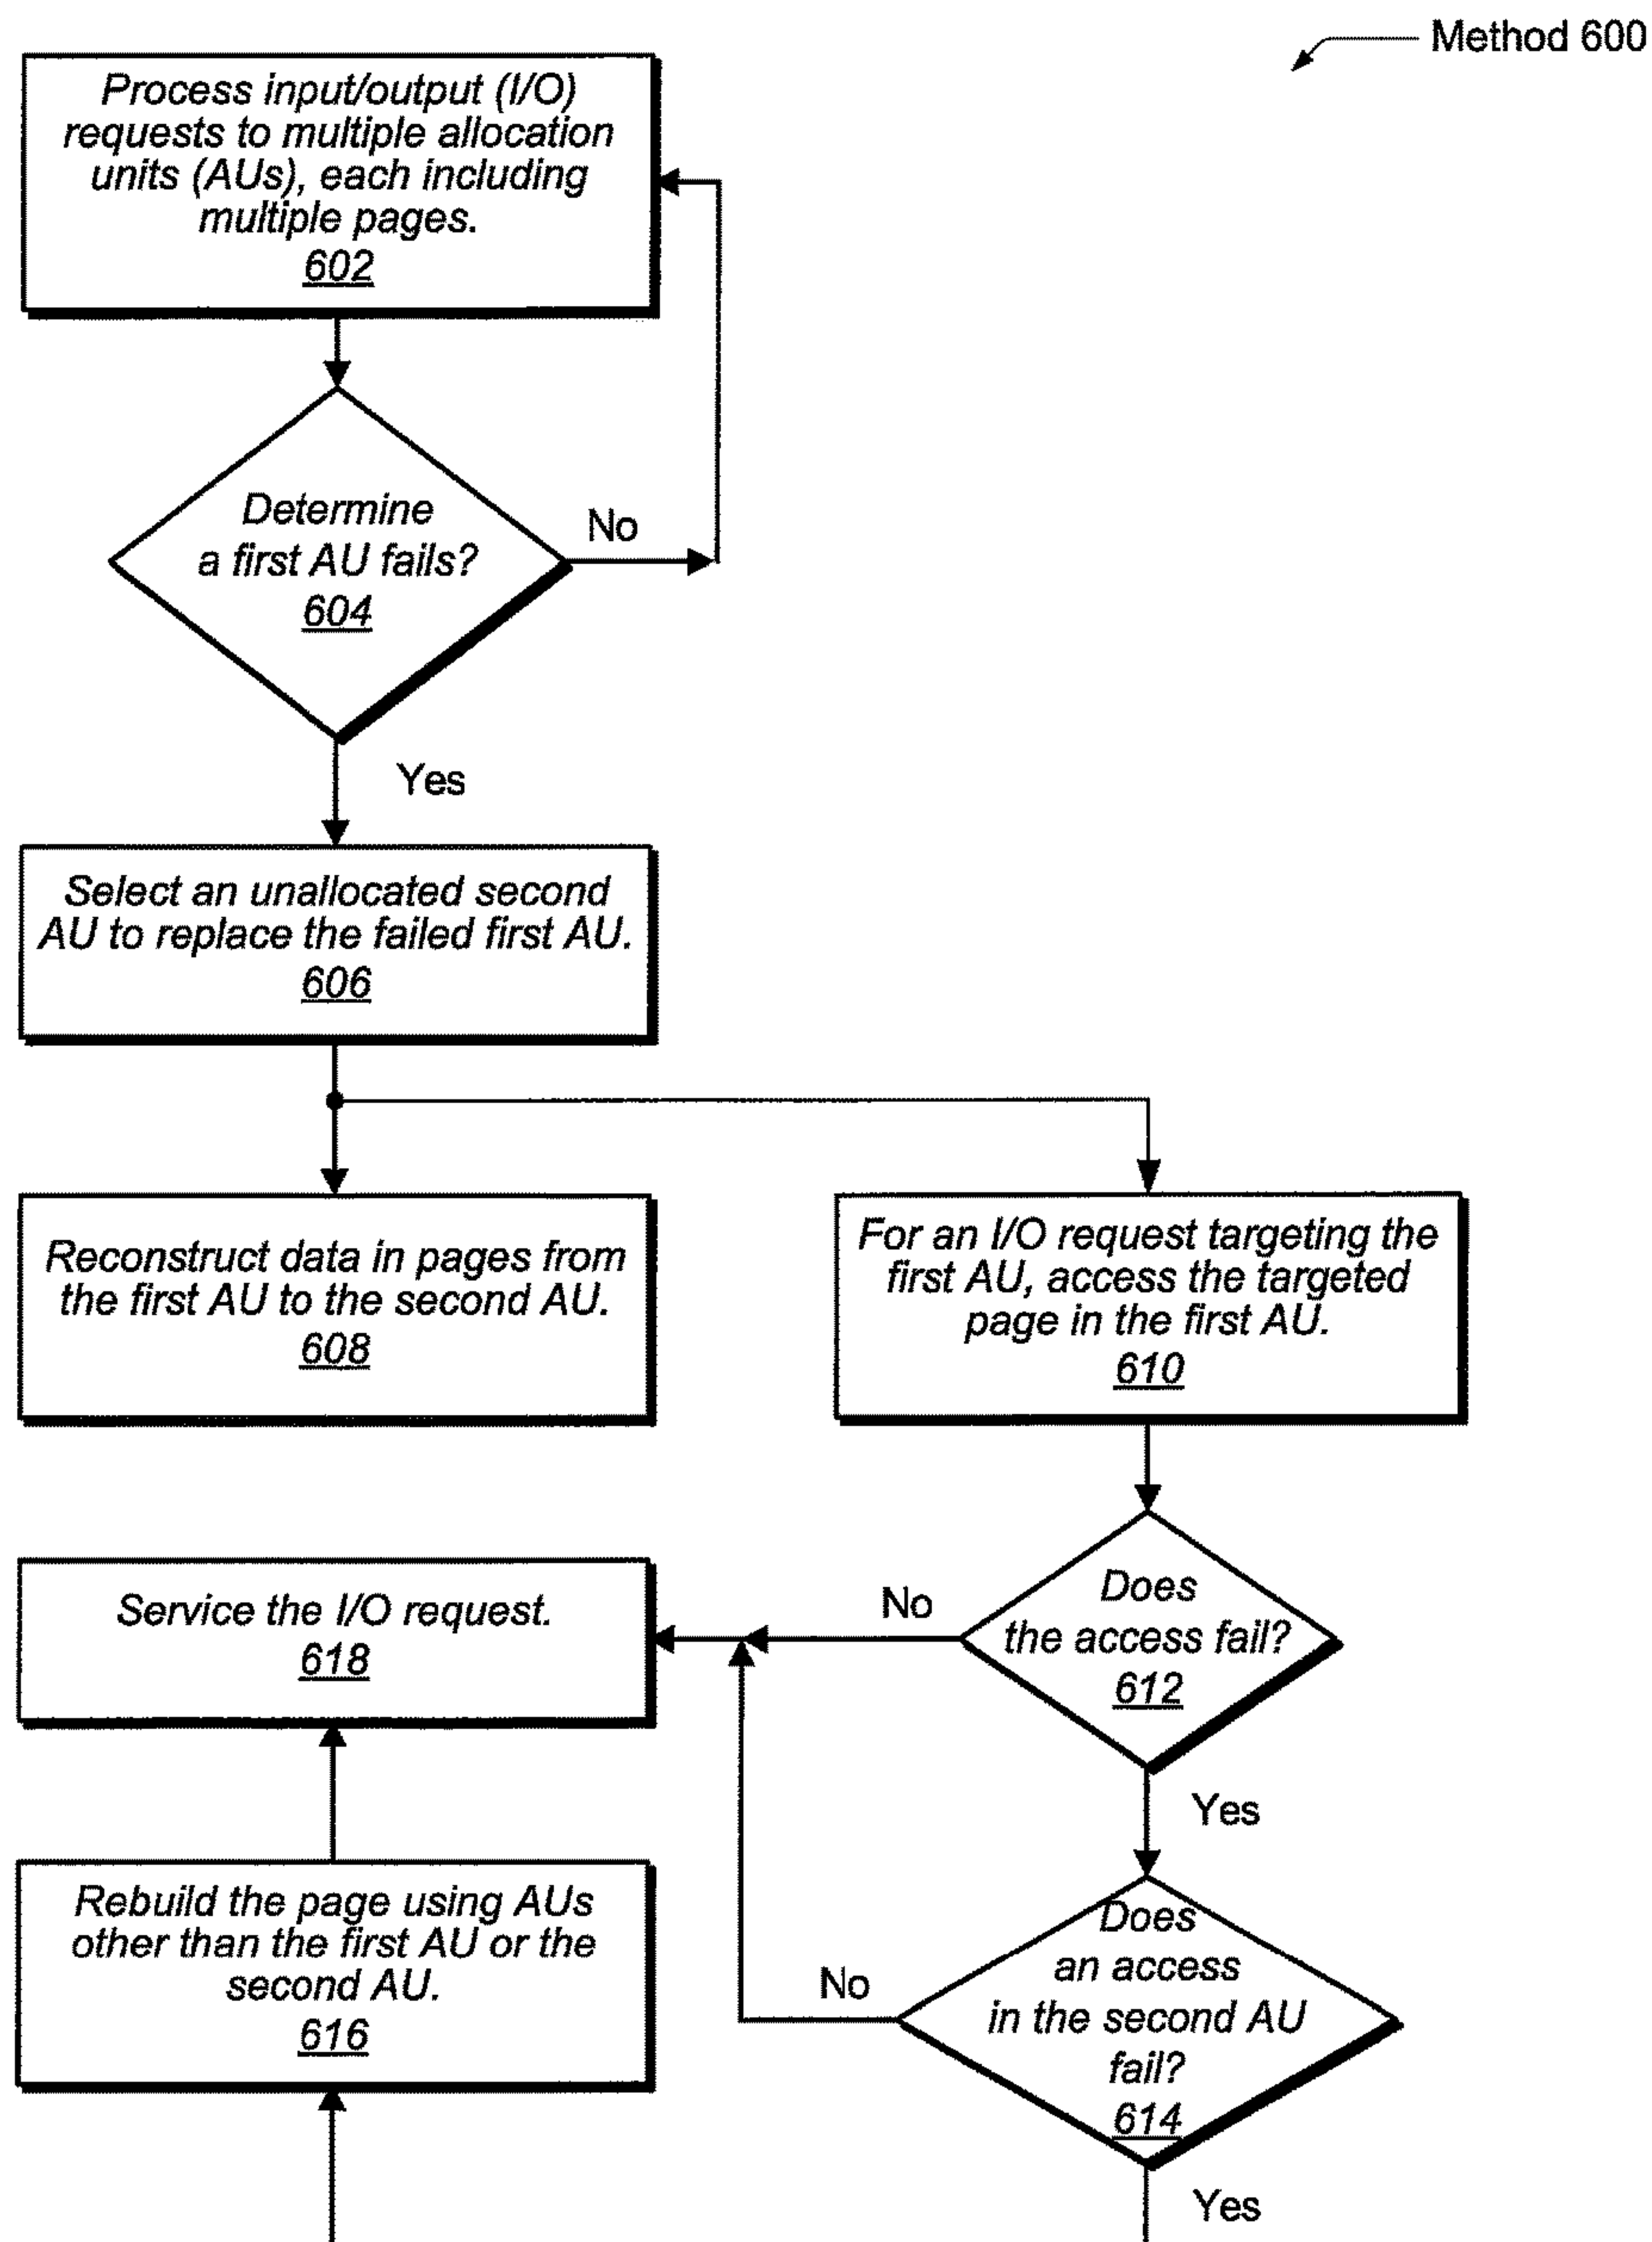 Method 600
Process input/output (I/O)
requests to multiple allocation
units (AUs), each including
multiple pages.
602
Determine
a first AU fails?
604
No
Yes
Select an unallocated second
AU to replace the failed first AU.
606
Reconstruct data in pages from
the first AU to the second AU.
608
For an I/O request targeting the
first AU, access the targeted
page in the first AU.
610
Does
the access fail?
612
No
Yes
Service the I/O request.
618
Does
an access
in the second AU
fail?
614
No
Yes
Rebuild the page using AUs
other than the first AU or the
second AU.
616